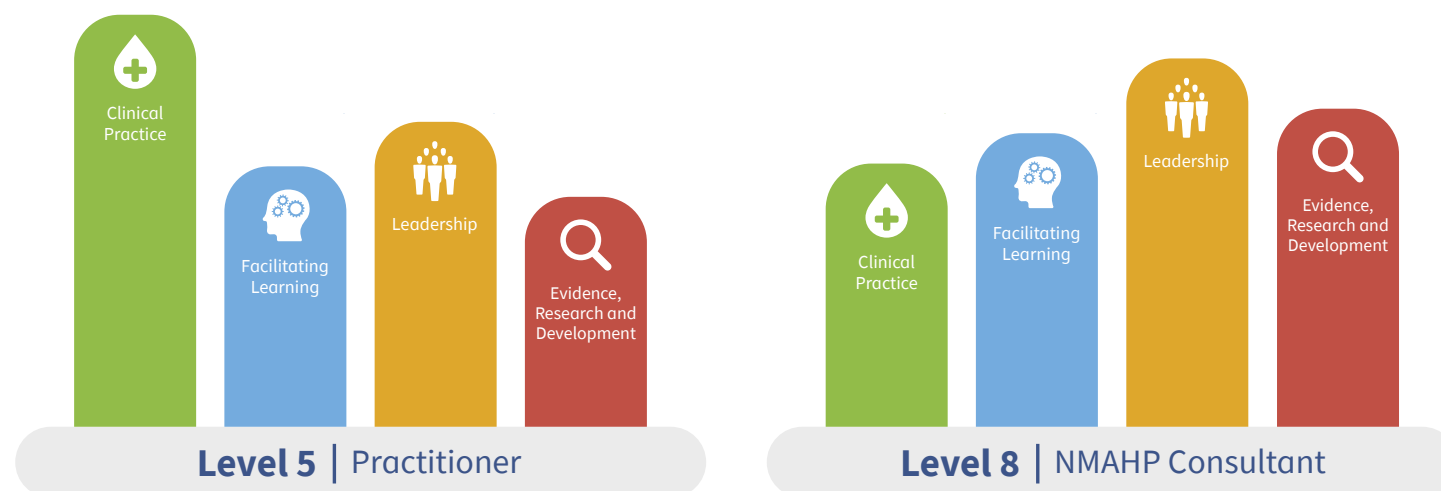 Clinical
Practice
Facilitating
Learning
Leadership
Evidence,
Research and
Development
Level 5 | Practitioner
Clinical
Practice
Facilitating
Learning
Leadership
Evidence,
Research and
Development
Level 8 | NMAHP Consultant